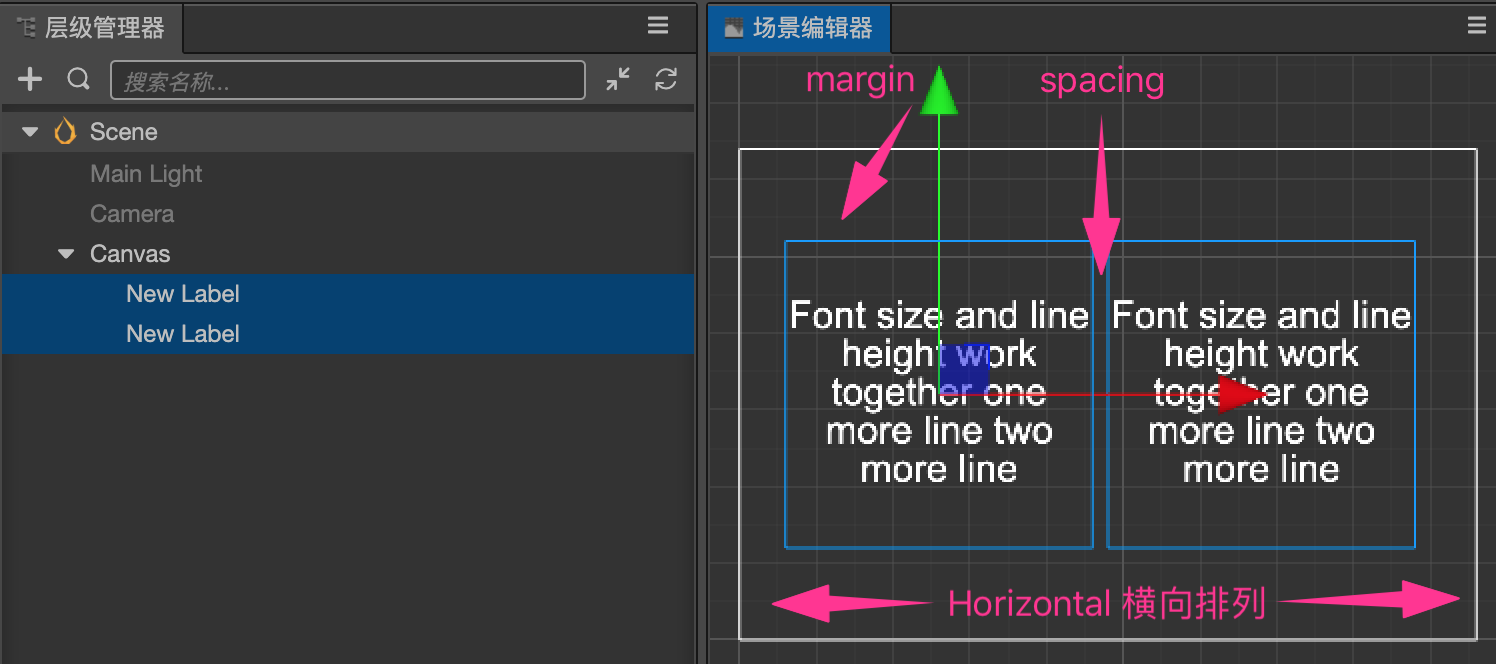 层级管理器
搜索名称...
Scene
Main Light
Camera
Canvas
New Label
New Label
场景编辑器
margin
spacing
Font size and line
height work
together one
more line two
more line
Font size and line
height work
together one
more line two
more line
Horizontal 横向排列